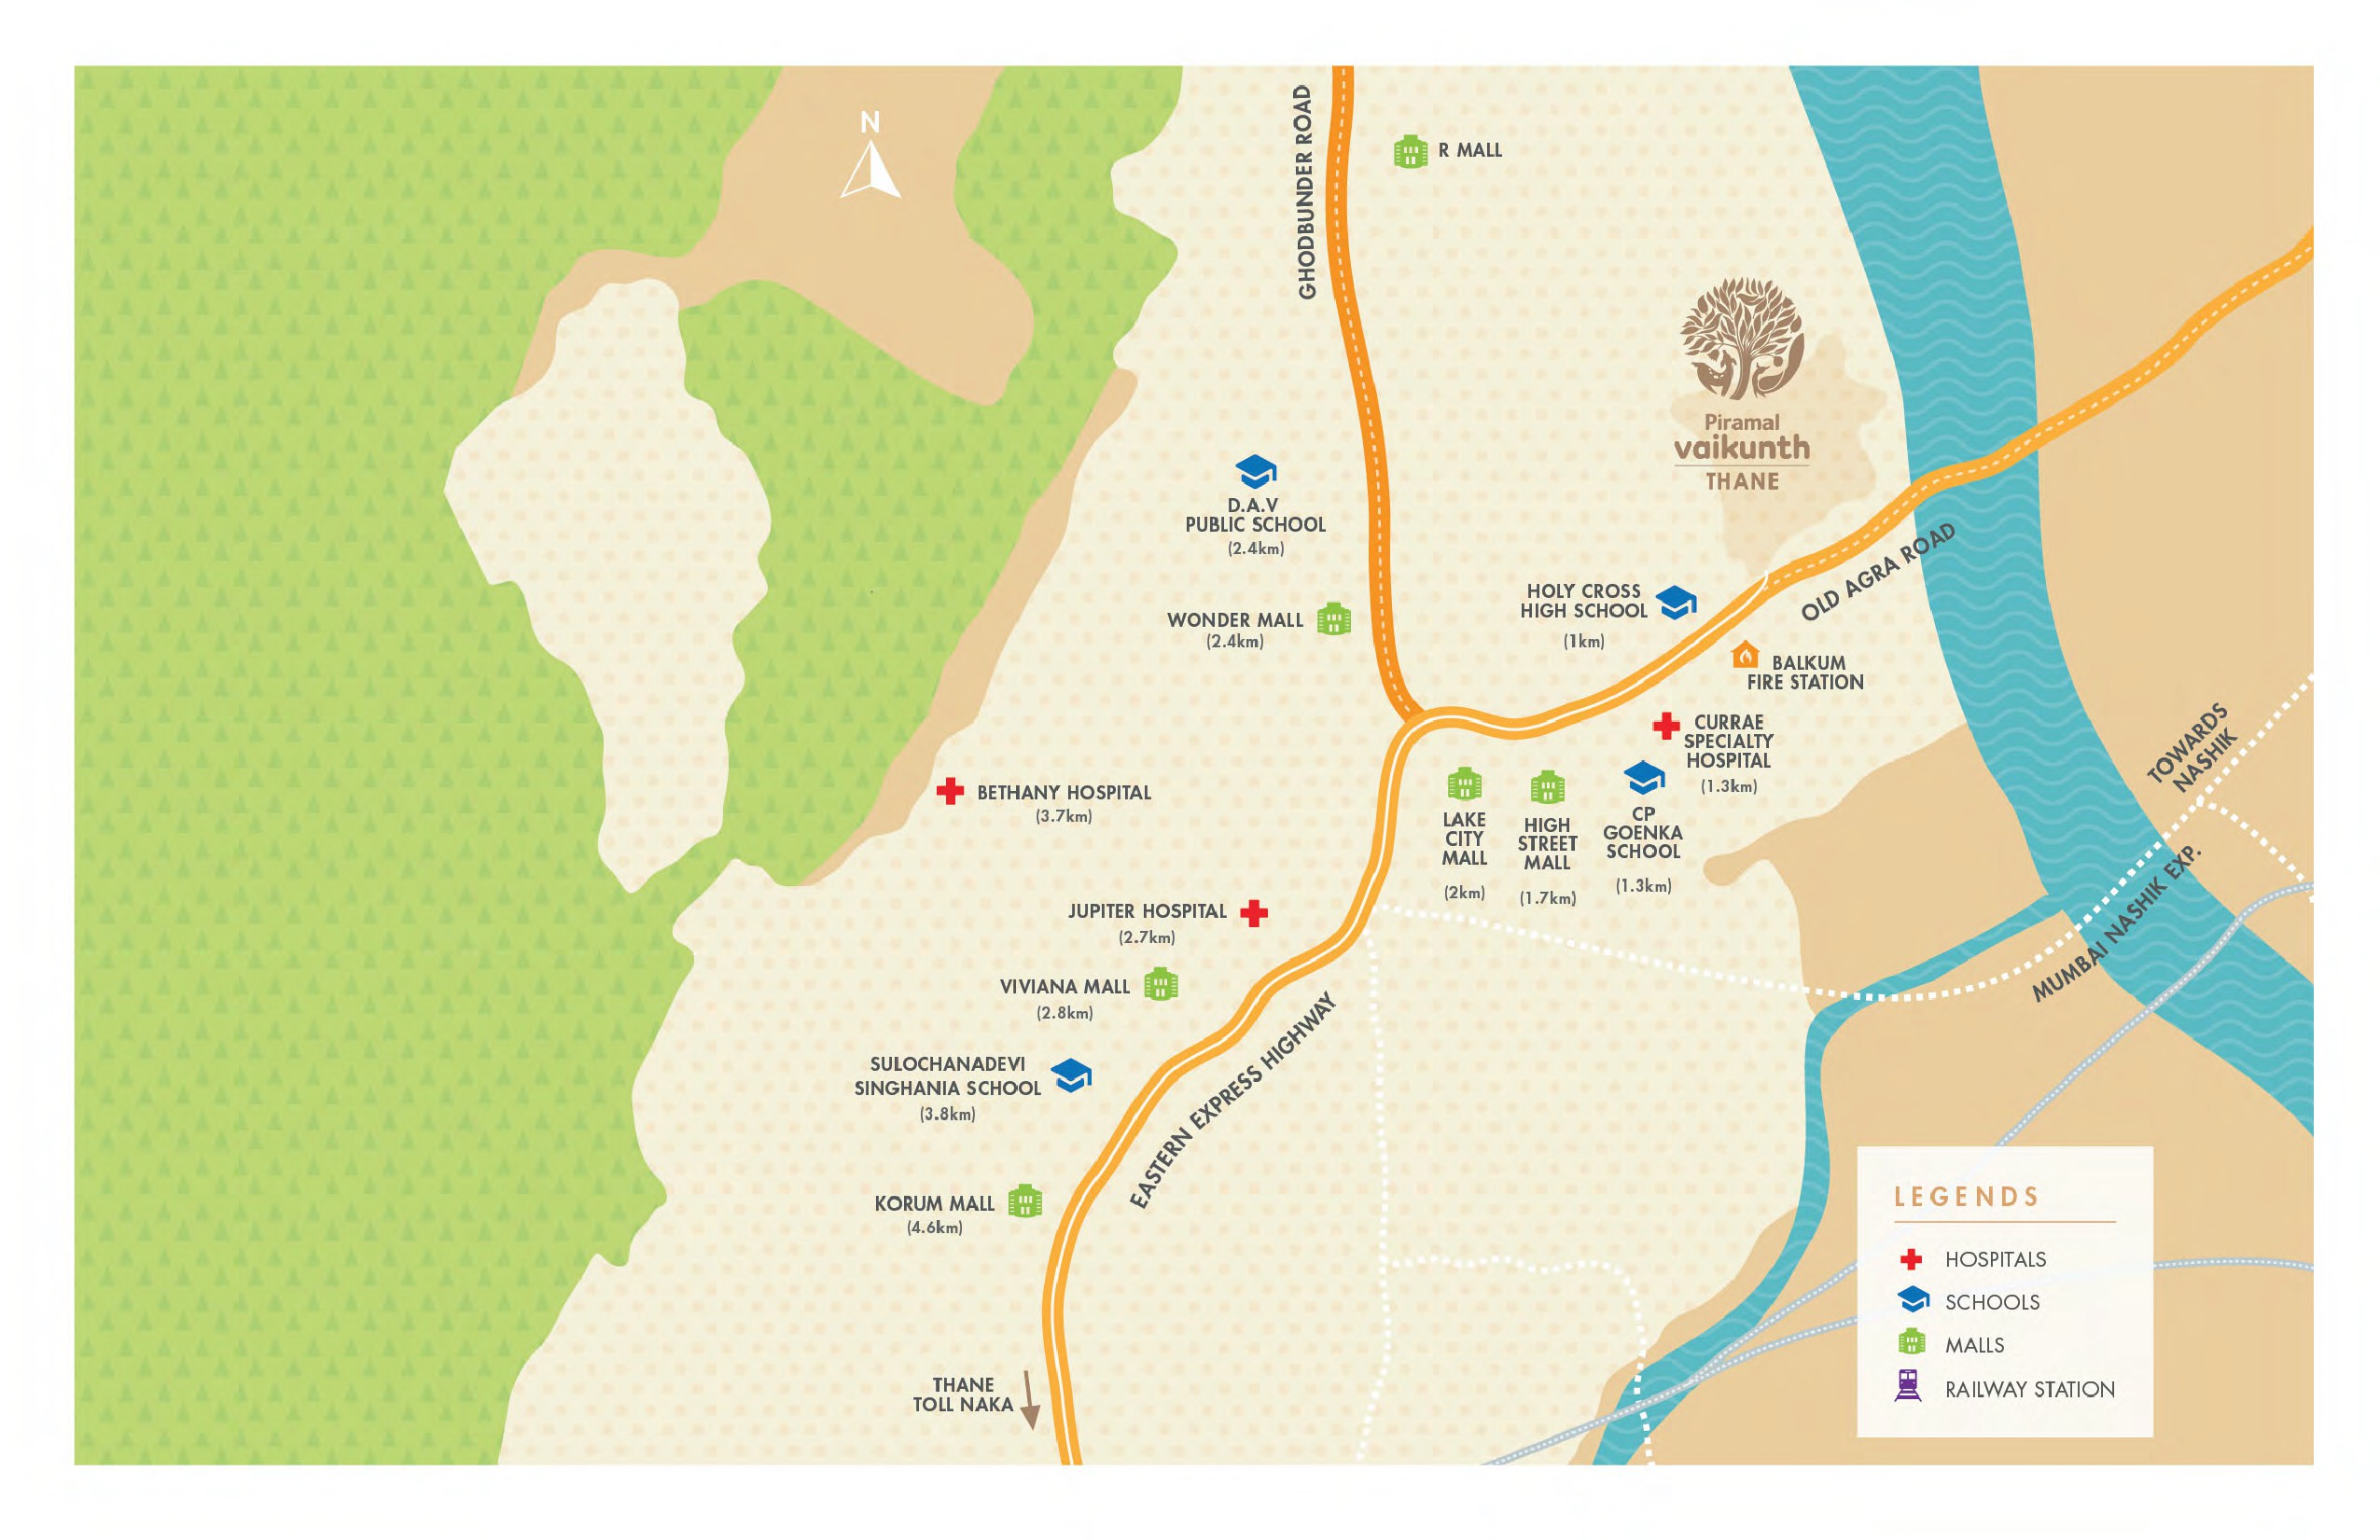 N
GHODBUNDER ROAD
R MALL
Piramal
vaikunth
THANE
D.A.V
PUBLIC SCHOOL
(2.4km)
WONDER MALL
(2.4km)
HOLY CROSS
HIGH SCHOOL
(1km)
OLD AGRA ROAD
BALKUM
FIRE STATION
CURRAE
SPECIALTY
HOSPITAL
(1.3km)
TOWARDS
NASHIK
BETHANY HOSPITAL
(3.7km)
LAKE
CITY
MALL
(2km)
HIGH
STREET
MALL
(1.7km)
CP
GOENKA
SCHOOL
(1.3km)
MUMBAI NASHIK EXP.
JUPITER HOSPITAL
(2.7km)
VIVIANA MALL
(2.8km)
EASTERN EXPRESS HIGHWAY
SULOCHANADEVI
SINGHANIA SCHOOL
(3.8km)
KORUM MALL
(4.6km)
THANE
TOLL NAKA
LEGENDS
HOSPITALS
SCHOOLS
MALLS
RAILWAY STATION